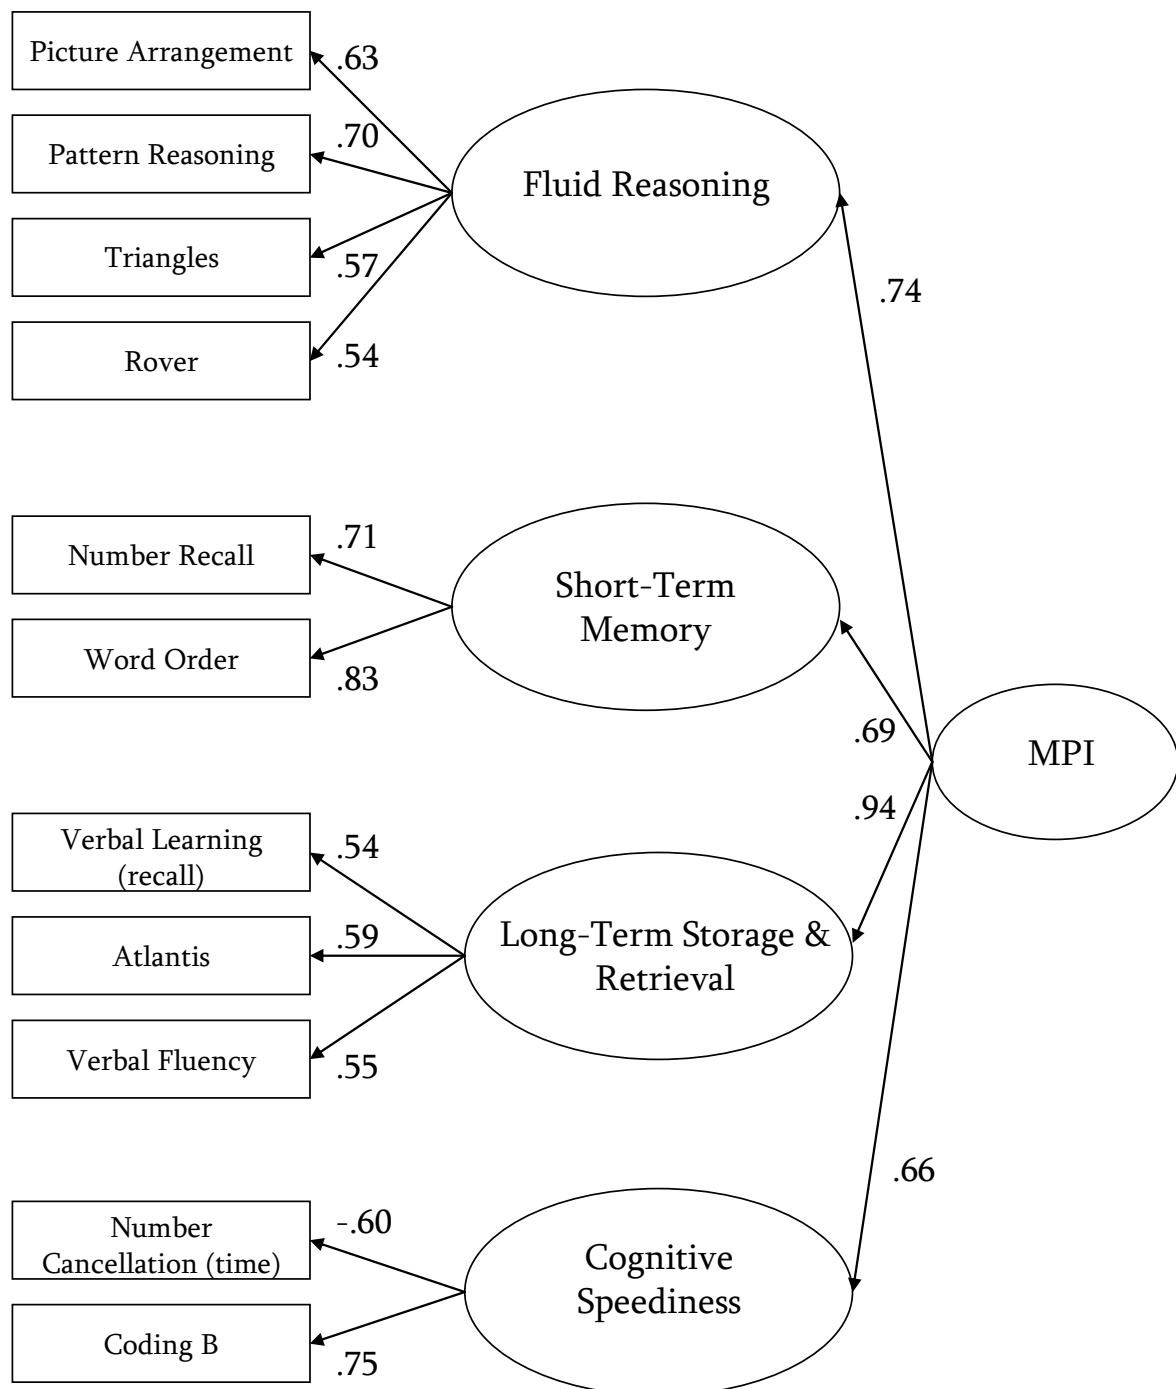 Picture Arrangement
.63
.70
Pattern Reasoning
Fluid Reasoning
Triangles
.57
.74
Rover
.54
.71
Number Recall
Short-Term
Memory
Word Order
.83
.69
MPI
.94
Verbal Learning
(recall)
.54
.59
Atlantis
Long-Term Storage &
Retrieval
Verbal Fluency
.55
.66
-.60
Number
Cancellation (time)
Cognitive
Speediness
Coding B
.75